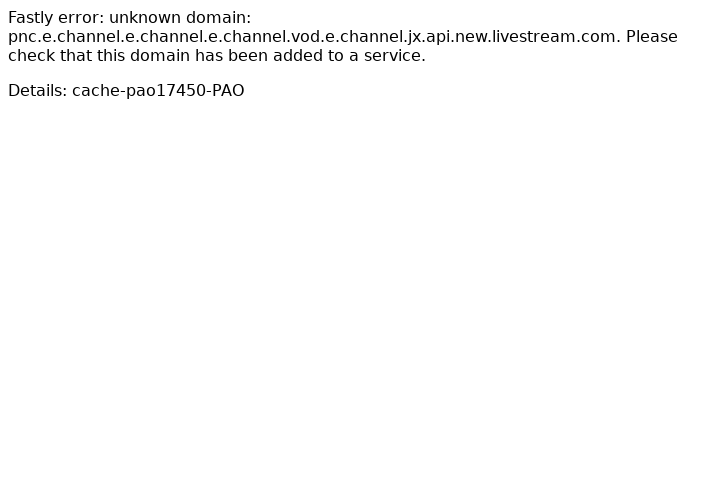 Fastly error: unknown domain:
pnc.e.channel.e.channel.e.channel.vod.e.channel.jx.api.new.livestream.com. Please
check that this domain has been added to a service.
Details: cache-pao17450-PAO